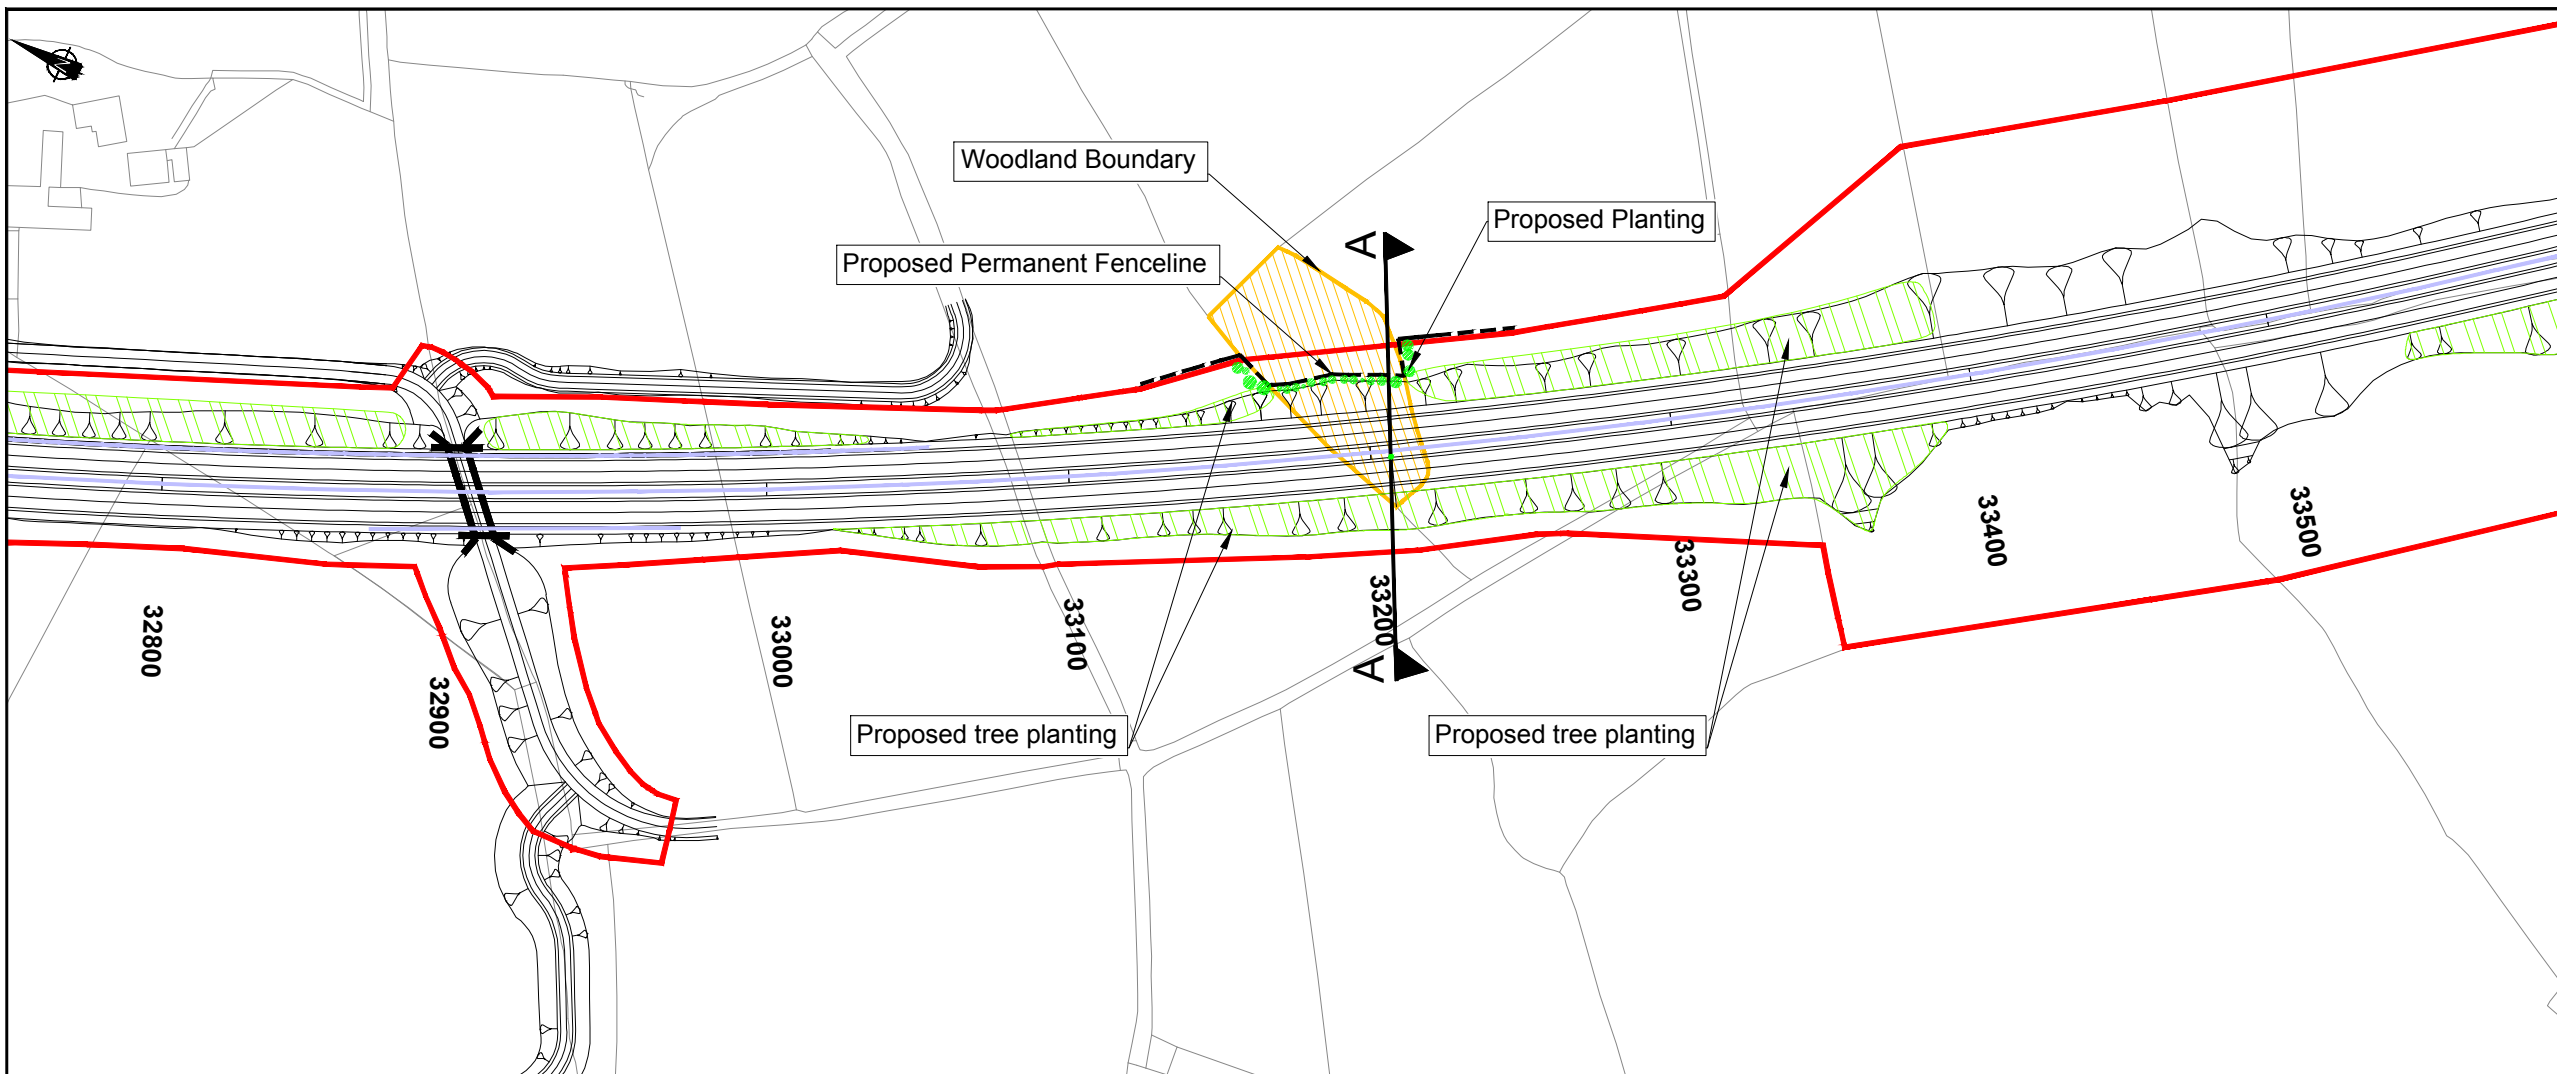 Woodland Boundary
Proposed Planting
Proposed Permanent Fenceline
A
A
32800
32900
33000
33100
33200
33300
33400
33500
Proposed tree planting
Proposed tree planting